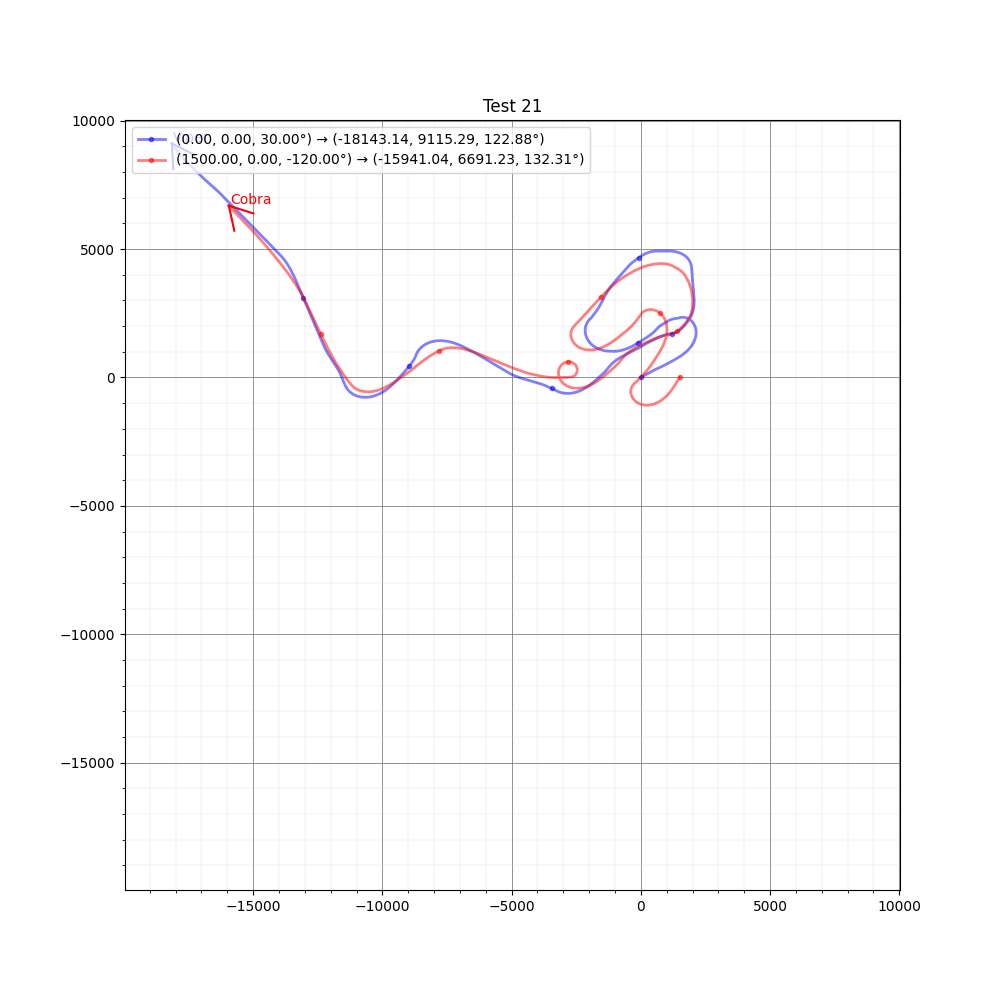 Test 21
(0.00, 0.00, 30.00°) → (-18143.14, 9115.29, 122.88°)
(1500.00, 0.00, -120.00°) → (-15941.04, 6691.23, 132.31°)
Cobra
10000
5000
0
−5000
−10000
−15000
−15000 −10000 −5000 0 5000 10000